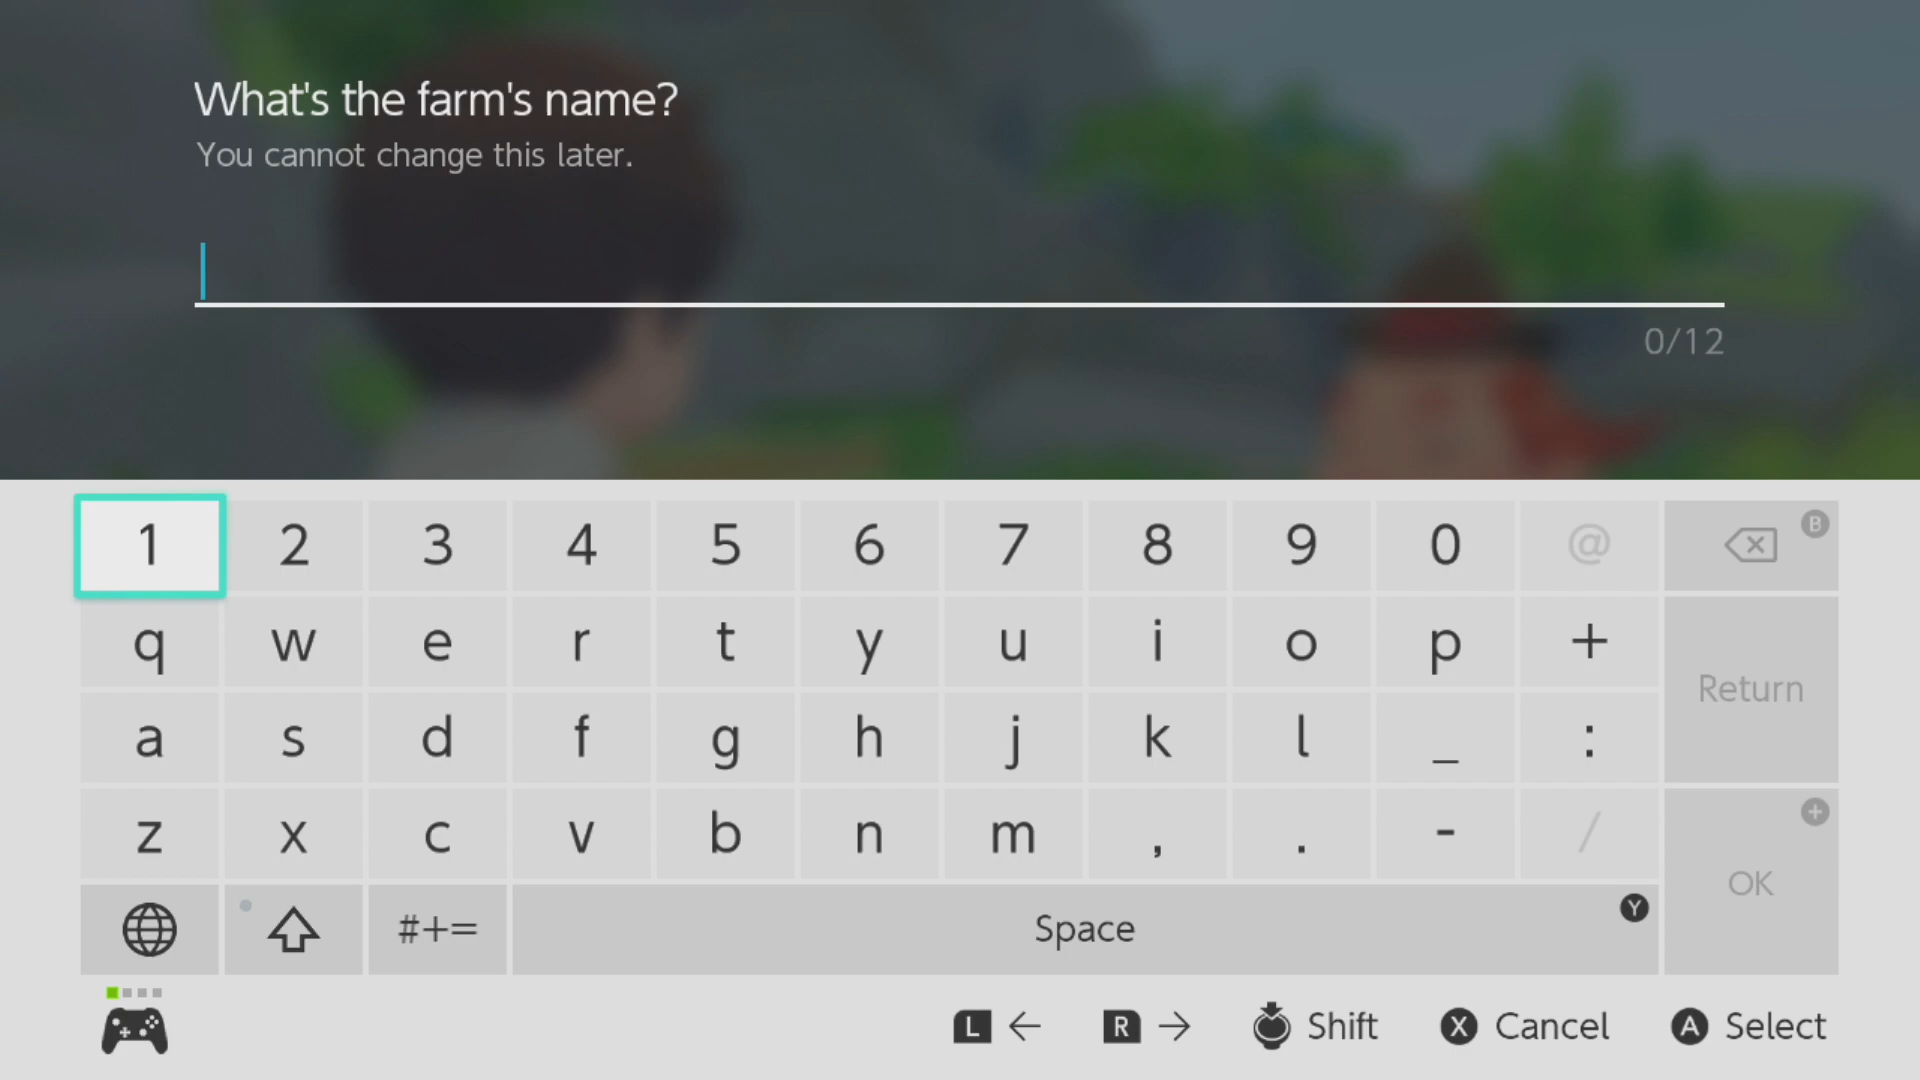 What's the farm's name?
You cannot change this later.
0/12
1 2 3 4 5 6 7 8 9 0 @ B
q w e r t y u i o p +
Return
a s d f g h j k l _ :
z x c v b n m , . - / +
OK
#+= Space Y
L ← R → Shift X Cancel A Select